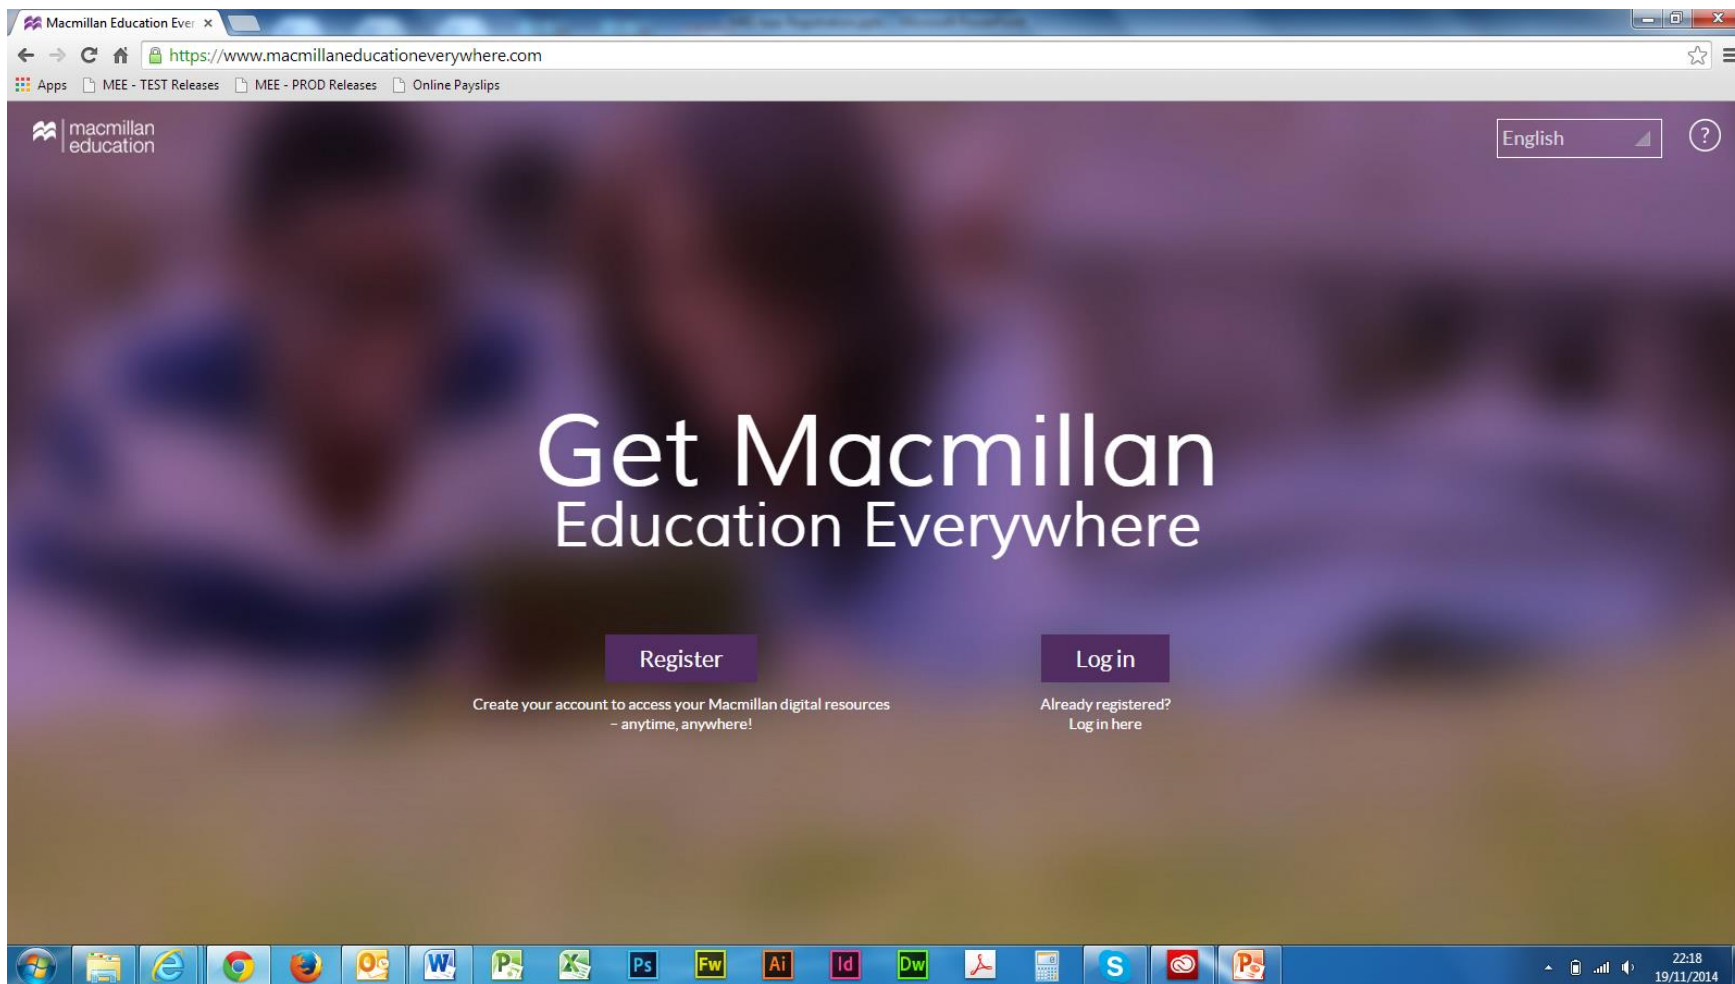 Macmillan Education Ever
https://www.macmillaneducationeverywhere.com
Apps MEE - TEST Releases MEE - PROD Releases Online Payslips
macmillan
education
English
?
Get Macmillan
Education Everywhere
Register
Log in
Create your account to access your Macmillan digital resources
– anytime, anywhere!
Already registered?
Log in here
Ps Fw Ai Id Dw
22:18
19/11/2014